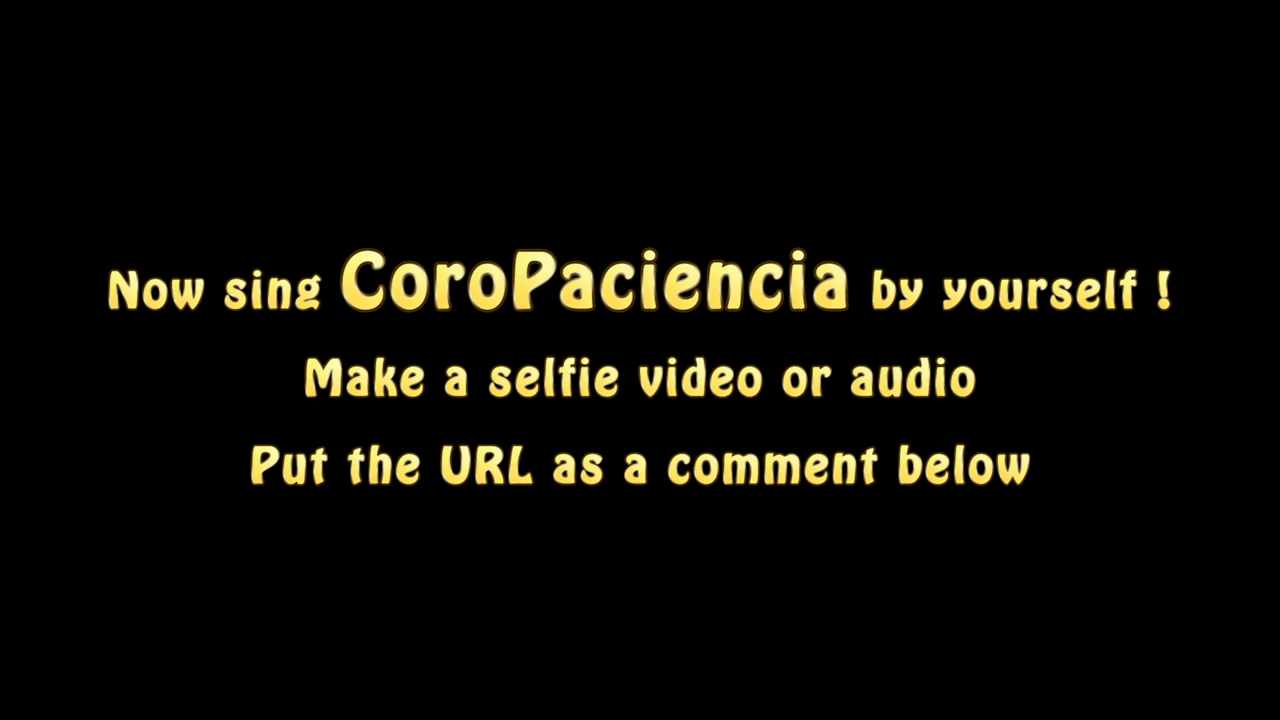 Now sing CoroPaciencia by yourself !
Make a selfie video or audio
Put the URL as a comment below